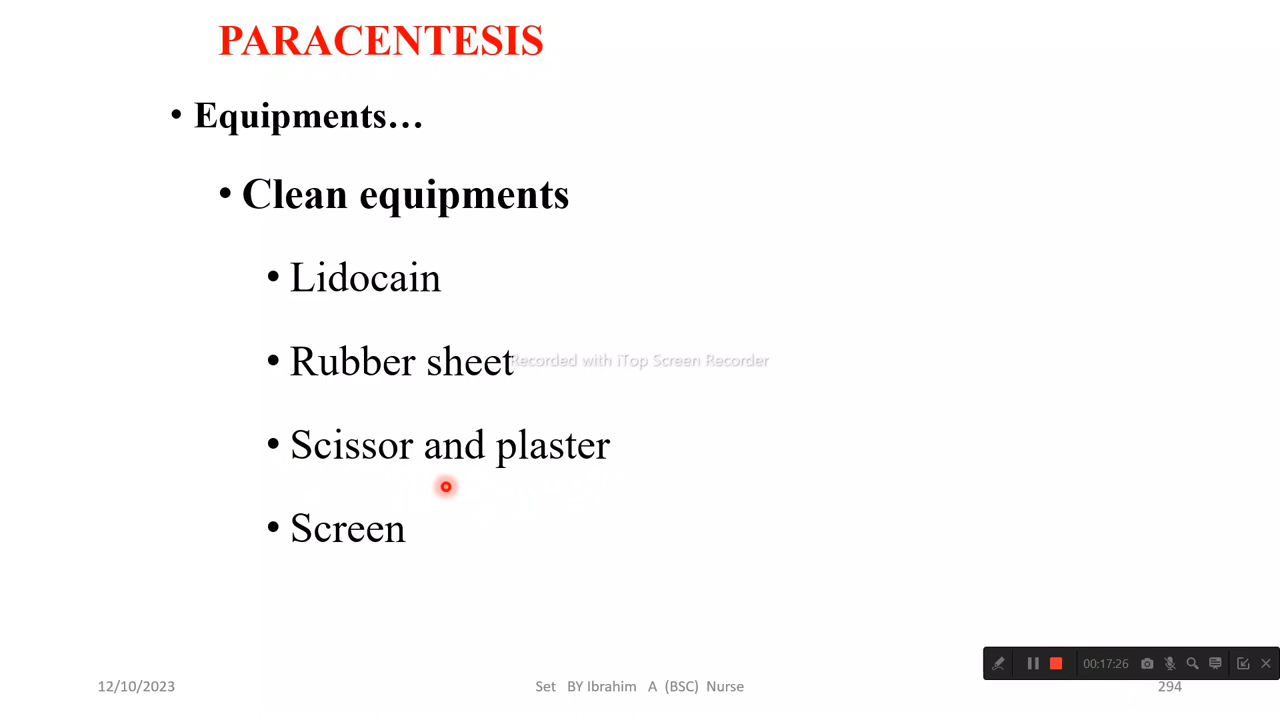 PARACENTESIS
• Equipments…
• Clean equipments
• Lidocain
• Rubber sheet
Recorded with iTop Screen Recorder
• Scissor and plaster
• Screen
00:17:26
12/10/2023
Set BY Ibrahim A (BSC) Nurse
294